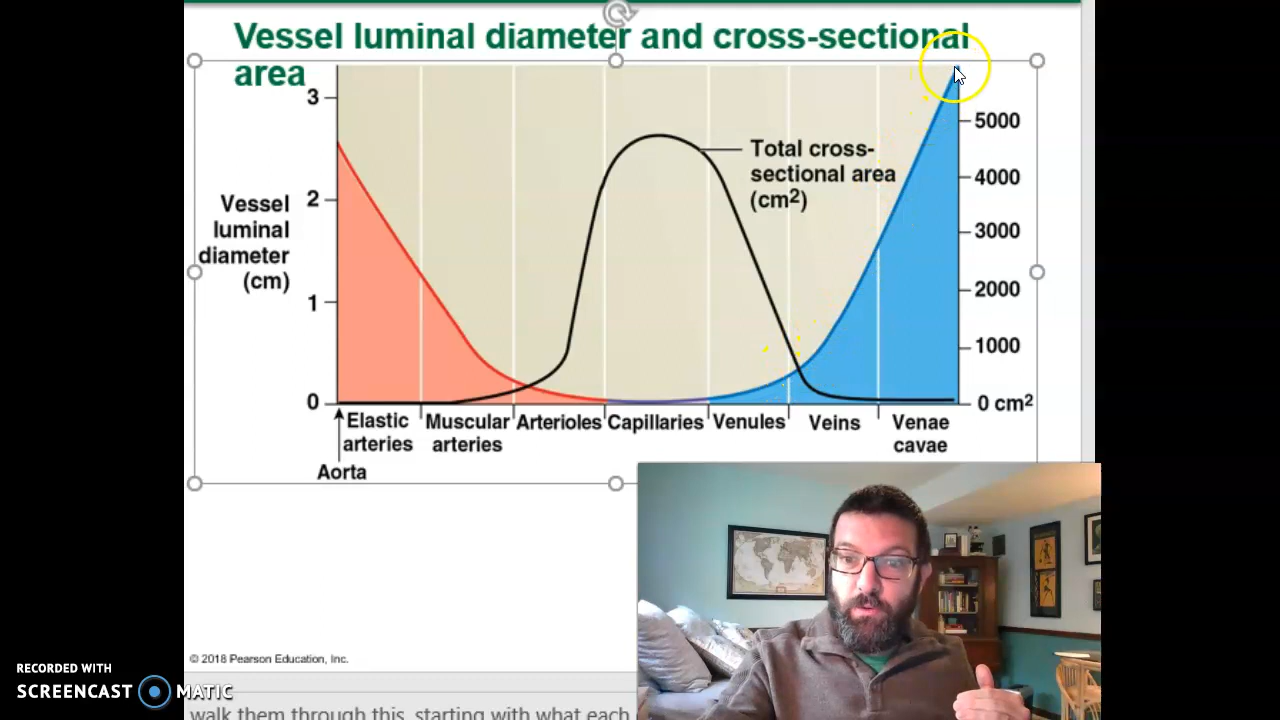 Vessel luminal diameter and cross-sectional
area
3
2
1
0
Vessel
luminal
diameter
(cm)
Total cross-
sectional area
(cm2)
5000
4000
3000
2000
1000
0 cm2
Elastic
arteries
Muscular
arteries
Arterioles
Capillaries
Venules
Veins
Venae
cavae
Aorta
© 2018 Pearson Education, Inc.
RECORDED WITH
SCREENCAST MATIC
walk them through this, starting with what each